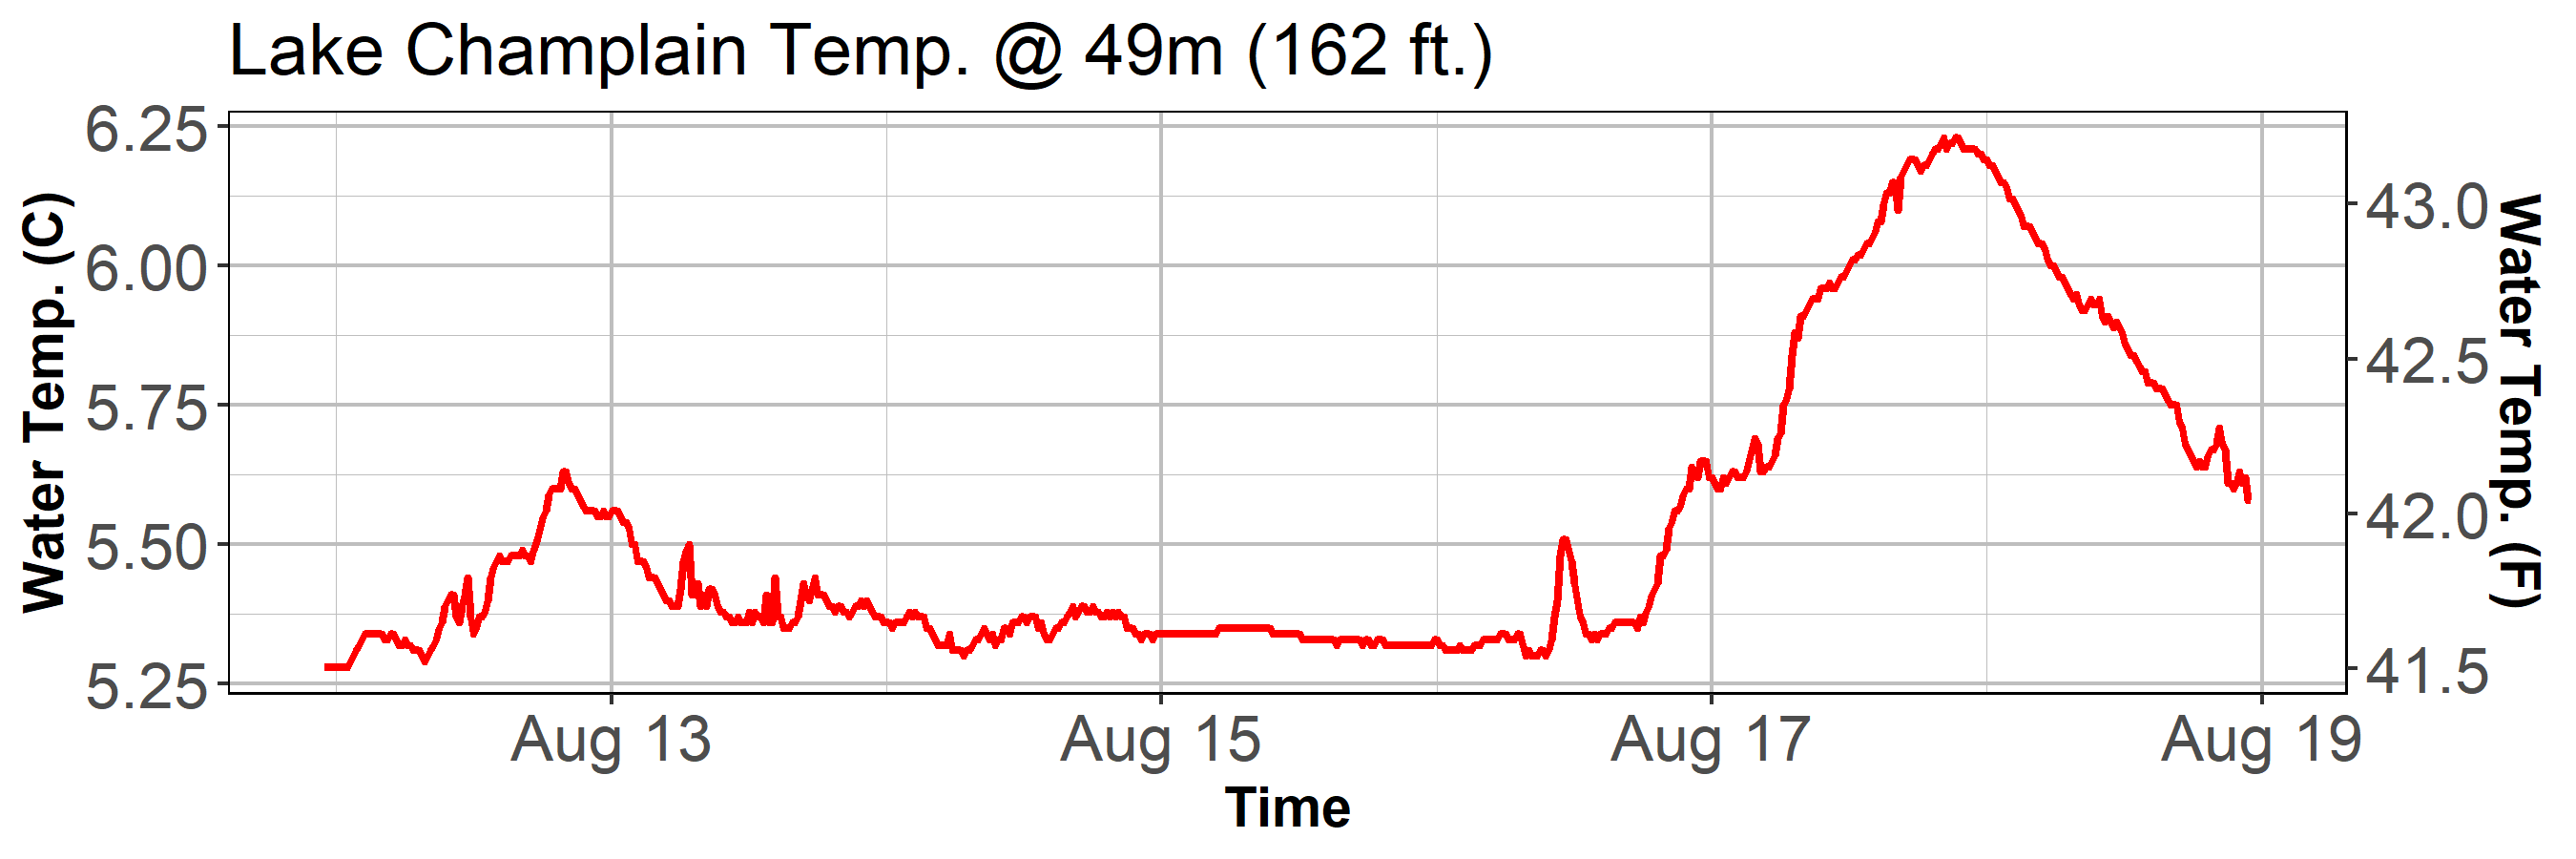 Lake Champlain Temp. @ 49m (162 ft.)
Water Temp. (C)
6.25
6.00
5.75
5.50
5.25
43.0
42.5
42.0
41.5
Water Temp. (F)
Aug 13 Aug 15 Aug 17 Aug 19
Time